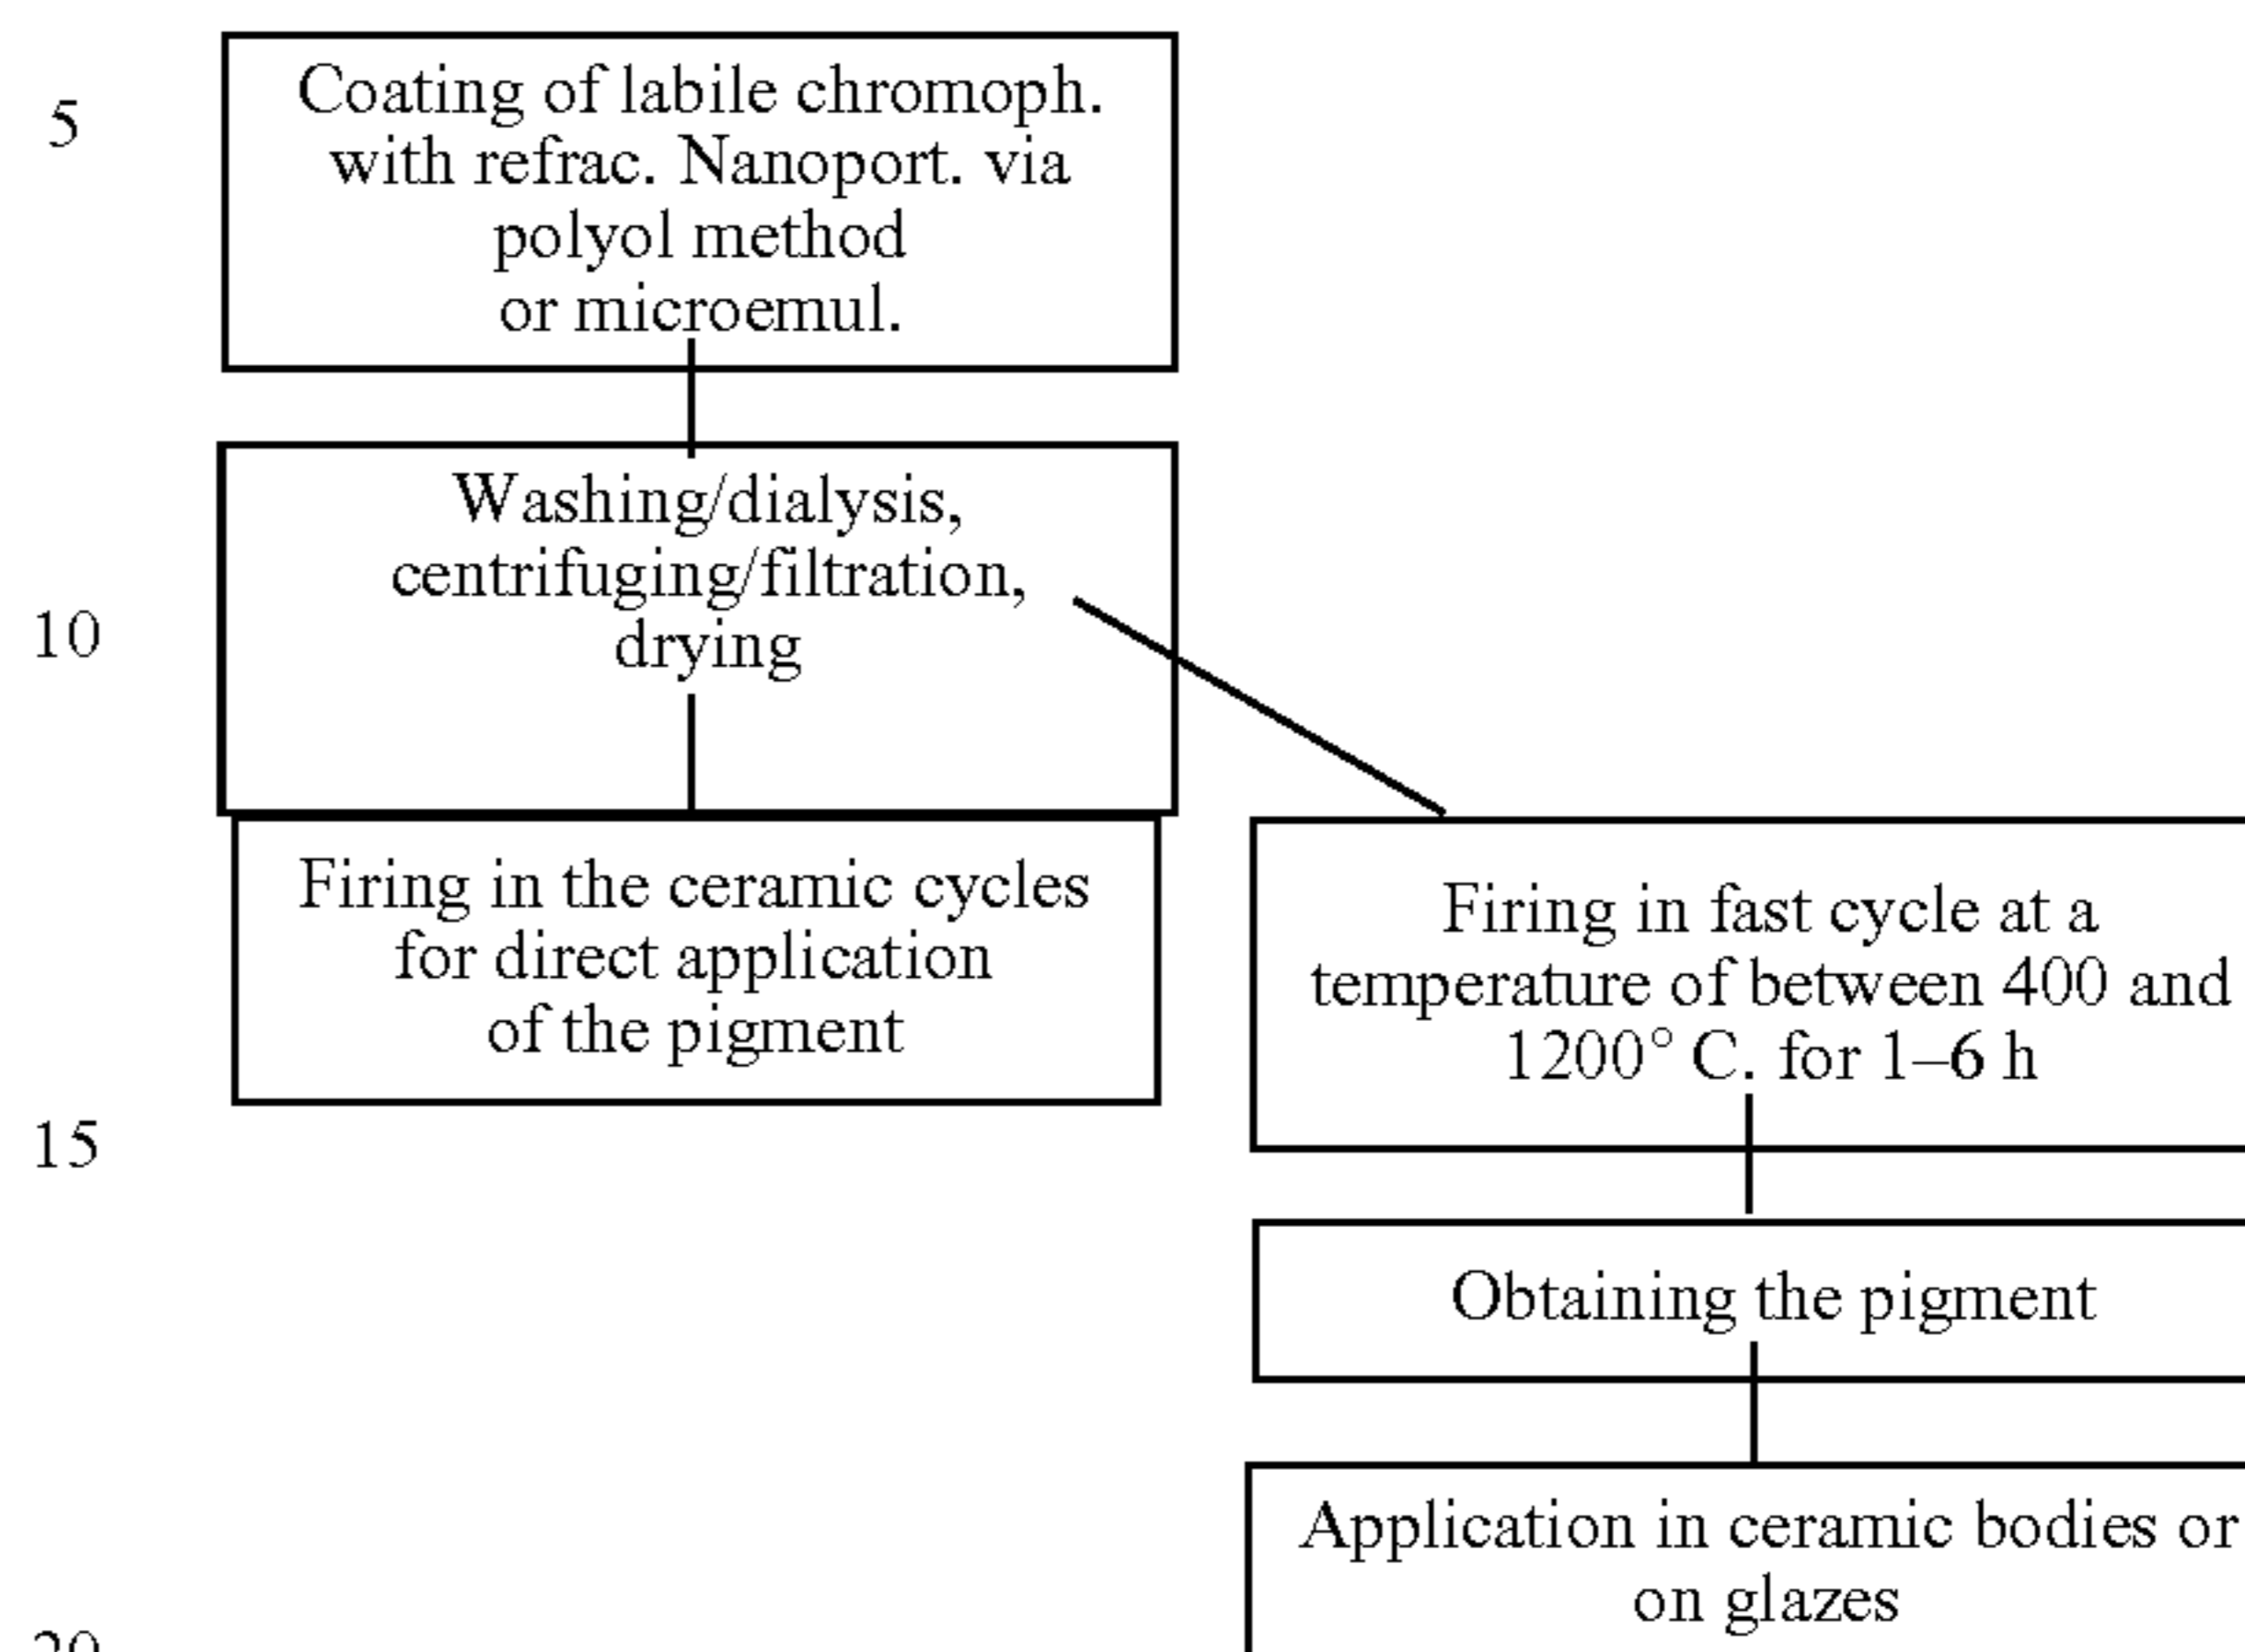 5
Coating of labile chromoph.
with refrac. Nanoport. via
polyol method
or microemul.
10
Washing/dialysis,
centrifuging/filtration,
drying
Firing in the ceramic cycles
for direct application
of the pigment
Firing in fast cycle at a
temperature of between 400 and
1200° C. for 1–6 h
15
Obtaining the pigment
Application in ceramic bodies or
on glazes
20